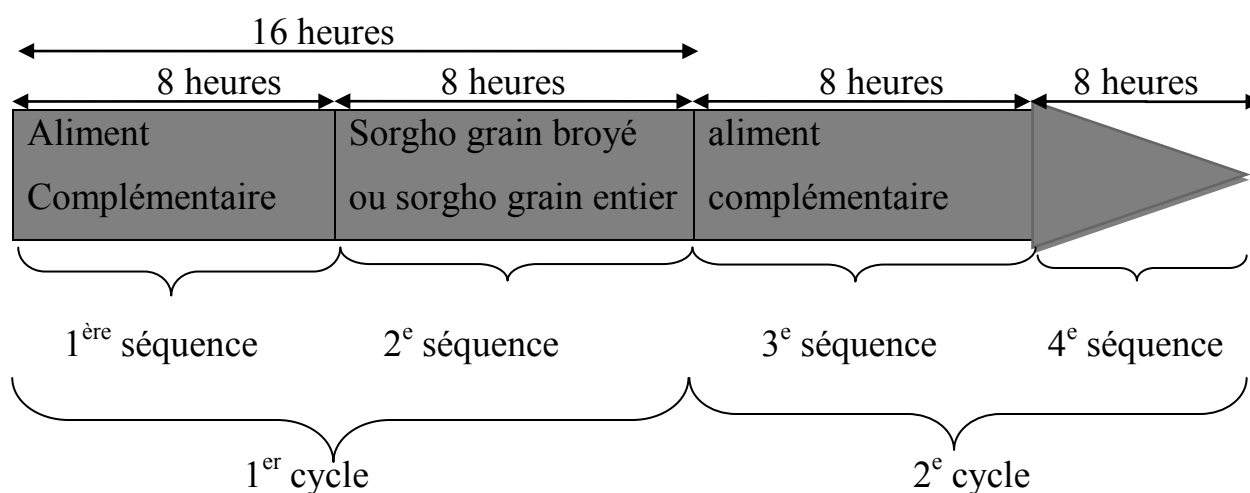 16 heures
8 heures 8 heures 8 heures 8 heures
Aliment Sorgho grain broyé aliment
Complémentaire ou sorgho grain entier complémentaire
1ère séquence 2e séquence 3e séquence 4e séquence
1er cycle 2e cycle